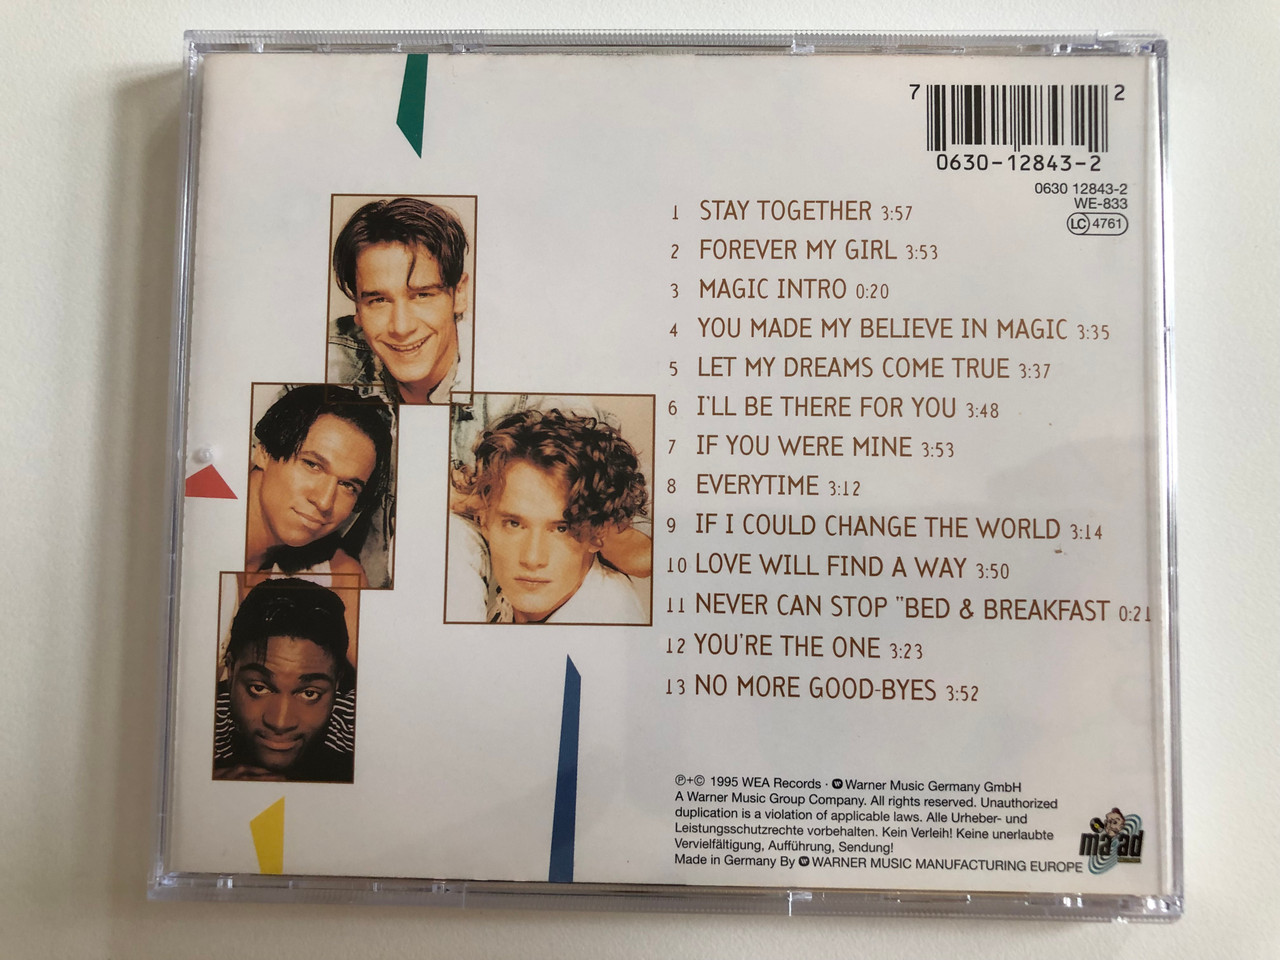 7 2
0630-12843-2
0630 12843-2
WE-833
LC 4761
1 STAY TOGETHER 3:57
2 FOREVER MY GIRL 3:53
3 MAGIC INTRO 0:20
4 YOU MADE MY BELIEVE IN MAGIC 3:35
5 LET MY DREAMS COME TRUE 3:37
6 I'LL BE THERE FOR YOU 3:48
7 IF YOU WERE MINE 3:53
8 EVERYTIME 3:12
9 IF I COULD CHANGE THE WORLD 3:14
10 LOVE WILL FIND A WAY 3:50
11 NEVER CAN STOP "BED & BREAKFAST 0:21
12 YOU'RE THE ONE 3:23
13 NO MORE GOOD-BYES 3:52
℗+© 1995 WEA Records · Warner Music Germany GmbH
A Warner Music Group Company. All rights reserved. Unauthorized
duplication is a violation of applicable laws. Alle Urheber- und
Leistungsschutzrechte vorbehalten. Kein Verleih! Keine unerlaubte
Vervielfältigung, Aufführung, Sendung!
Made in Germany By WARNER MUSIC MANUFACTURING EUROPE
ma ad